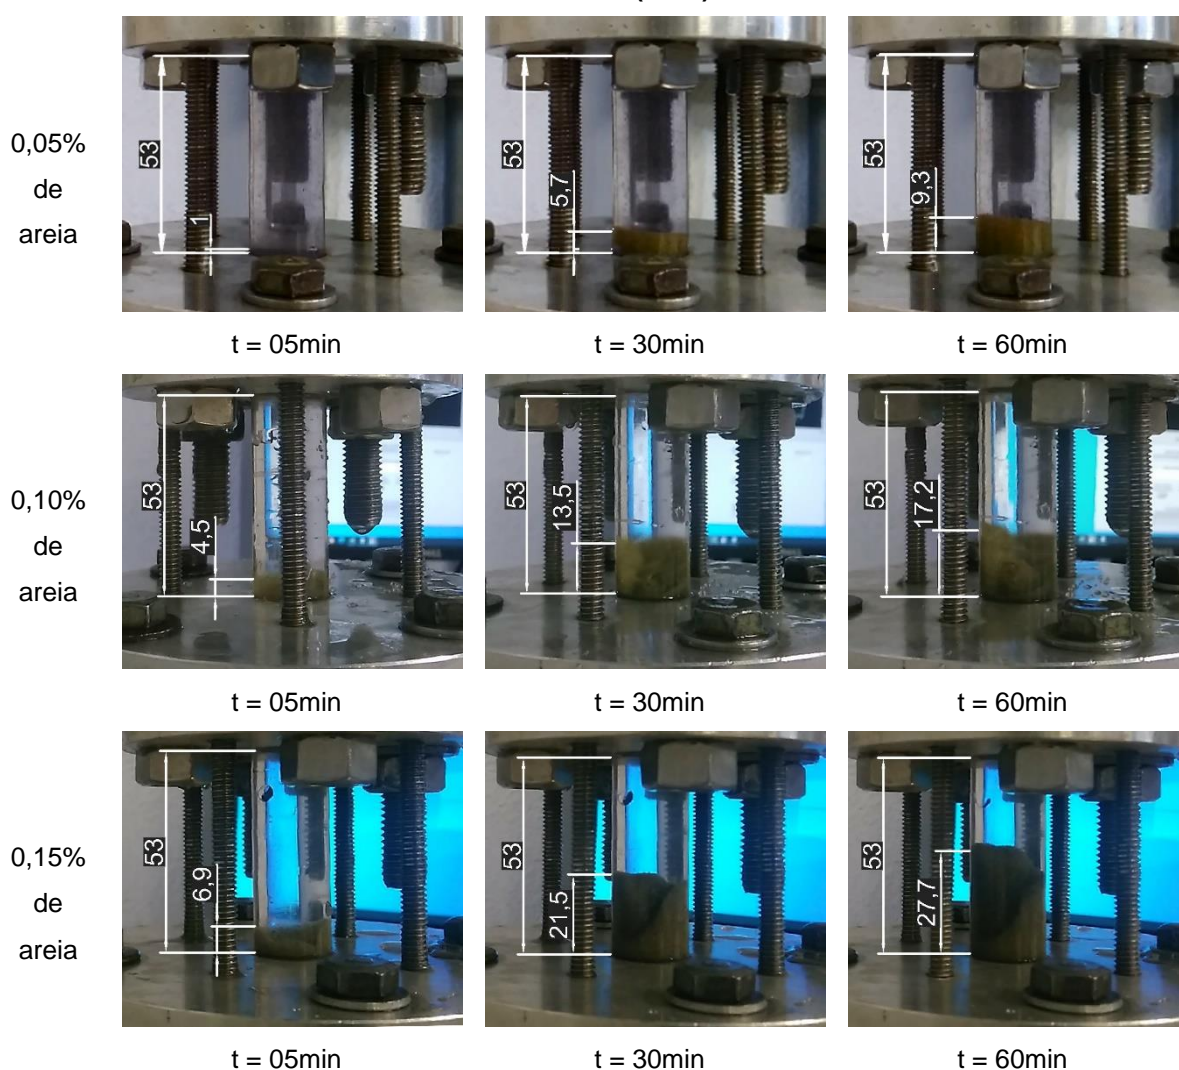 0,05%
de
areia
53
1
53
5,7
53
9,3
t = 05min
t = 30min
t = 60min
0,10%
de
areia
53
4,5
53
13,5
53
17,2
t = 05min
t = 30min
t = 60min
0,15%
de
areia
53
6,9
53
21,5
53
27,7
t = 05min
t = 30min
t = 60min